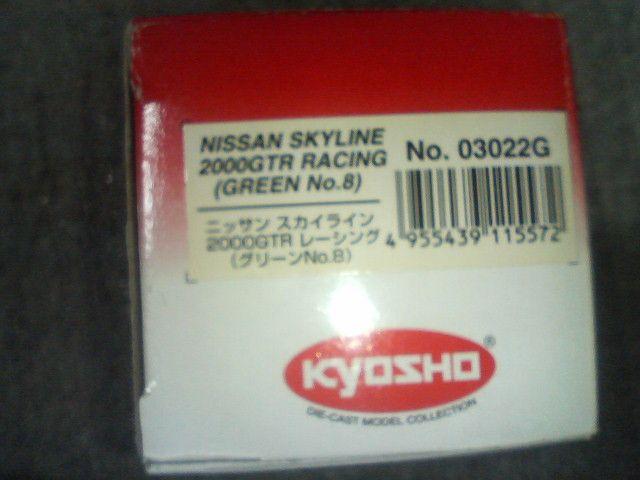 NISSAN SKYLINE
2000GTR RACING
(GREEN No.8)
No. 03022G
ニッサン スカイライン
2000GTR レーシング
(グリーンNo.8)
4 955439 115572
KYOSHO®
DIE-CAST MODEL COLLECTION